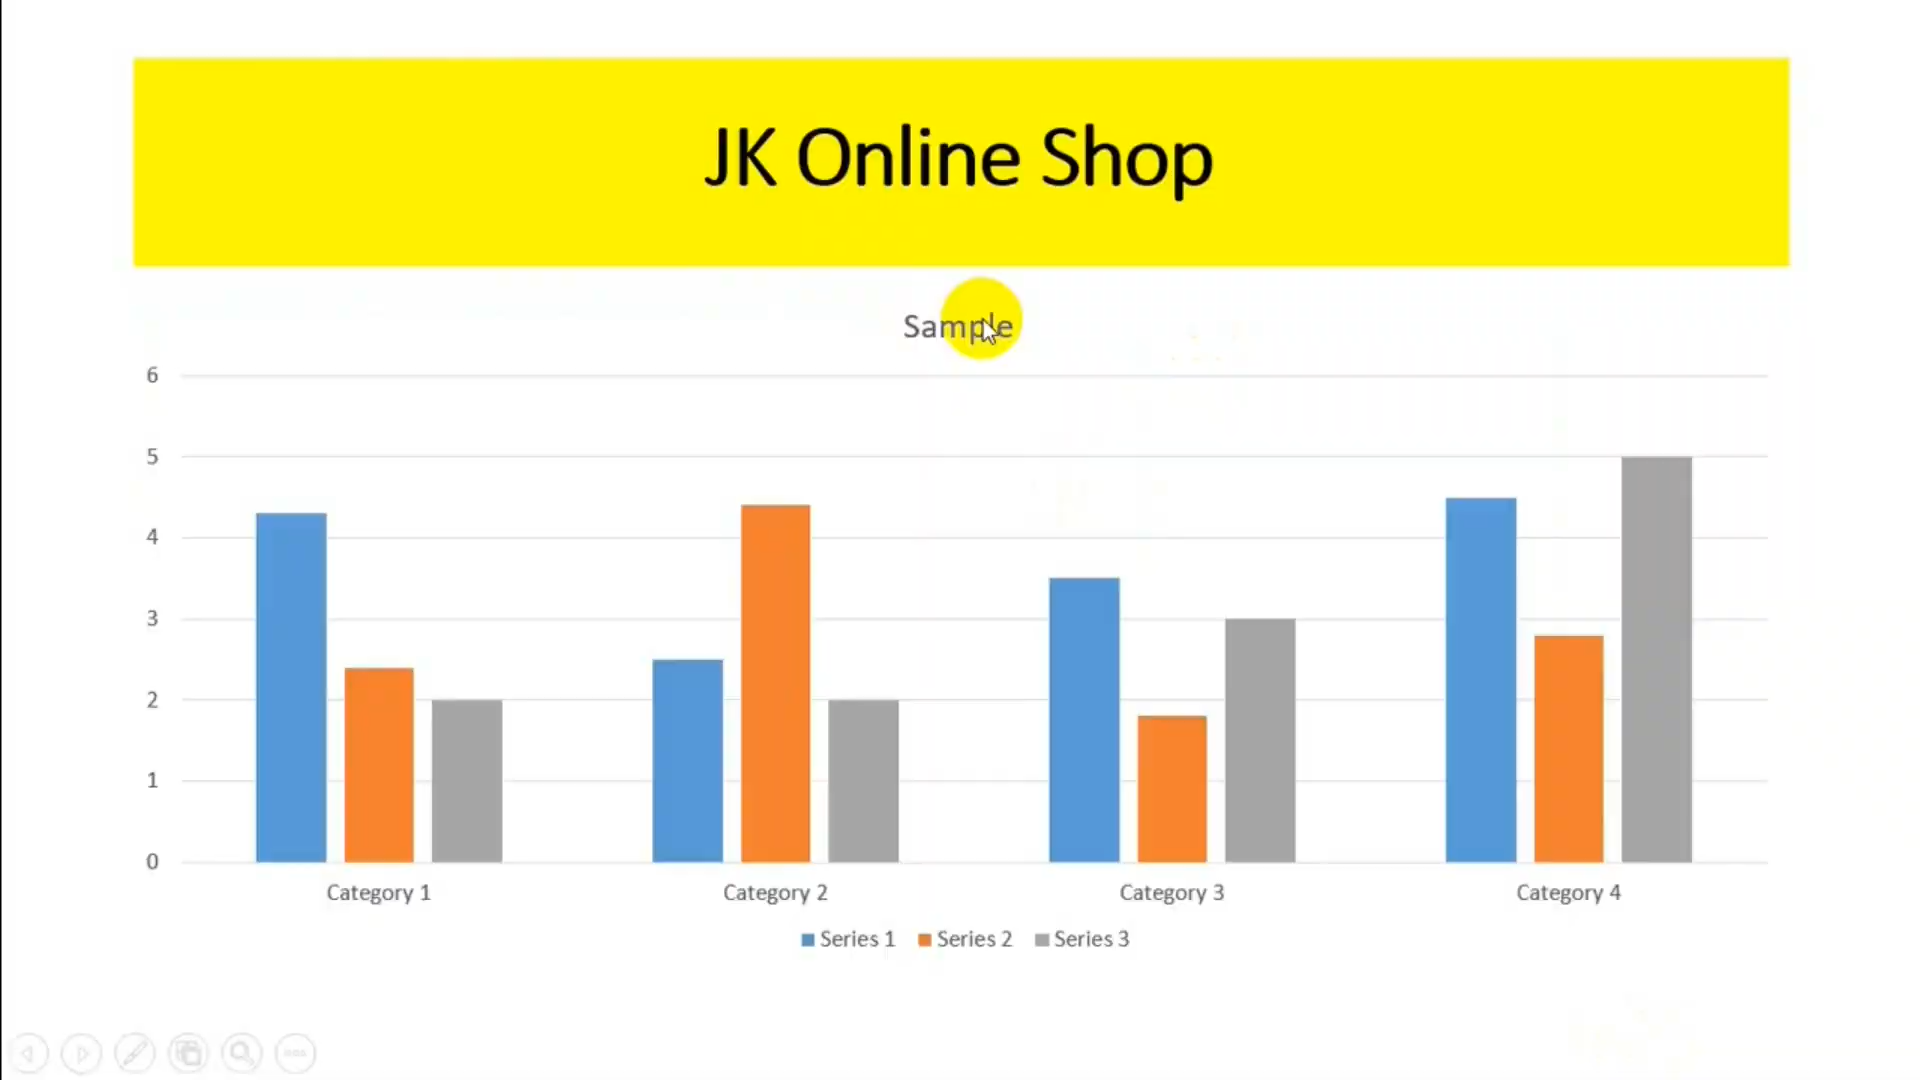 JK Online Shop
Sample
6
5
4
3
2
1
0
Category 1 Category 2 Category 3 Category 4
Series 1 Series 2 Series 3